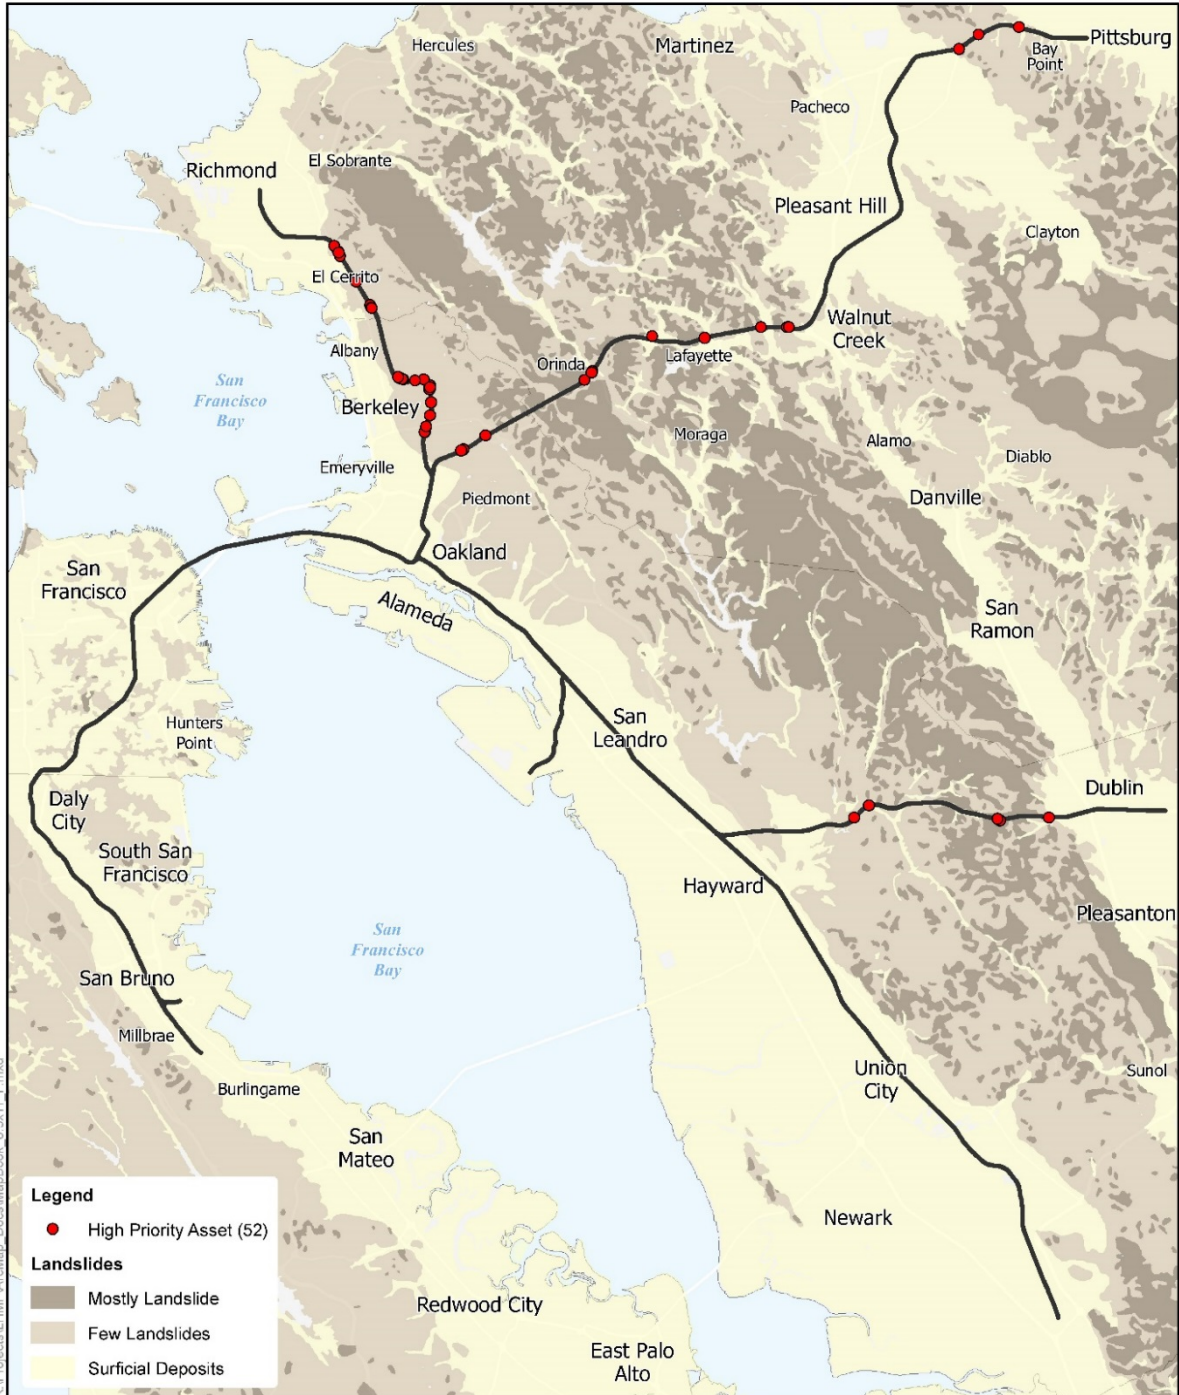 Hercules
Martinez
Pittsburg
Bay
Point
Pacheco
El Sobrante
Richmond
Pleasant Hill
Clayton
El Cerrito
Walnut
Creek
Albany
Orinda
Lafayette
San
Francisco
Bay
Berkeley
Moraga
Alamo
Diablo
Emeryville
Piedmont
Danville
Oakland
San
Francisco
Alameda
San
Ramon
Hunters
Point
San
Leandro
Dublin
Daly
City
South San
Francisco
Hayward
Pleasanton
San
Francisco
Bay
San Bruno
Millbrae
Union
City
Sunol
Burlingame
San
Mateo
Newark
Redwood City
East Palo
Alto
Legend
High Priority Asset (52)
Landslides
Mostly Landslide
Few Landslides
Surficial Deposits